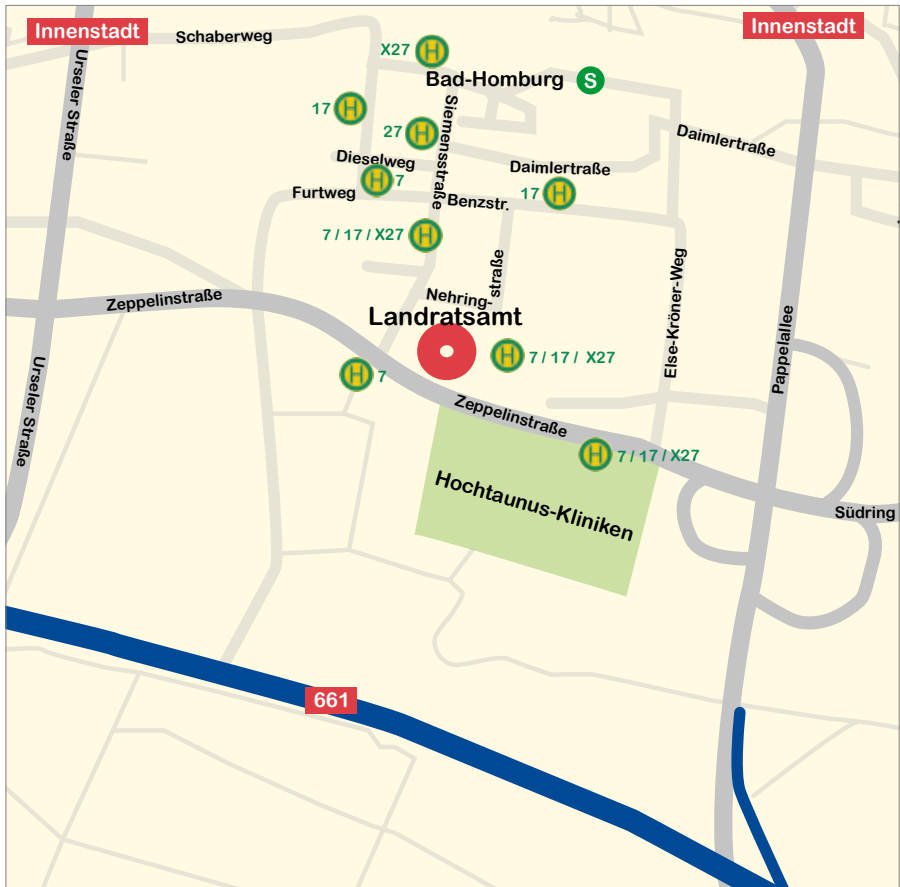 Innenstadt
Innenstadt
Schaberweg
X27
H
Bad-Homburg
S
Urseler Straße
17
H
Siemensstraße
27
H
Daimlertraße
Dieselweg
Daimlertraße
H
7
Furtweg
Benzstr.
17
H
7 / 17 / X27
H
Nehring-
straße
Else-Kröner-Weg
Zeppelinstraße
Landratsamt
Pappelallee
H
7 / 17 / X27
H
7
Urseler Straße
Zeppelinstraße
H
7 / 17 / X27
Hochtaunus-Kliniken
Südring
661